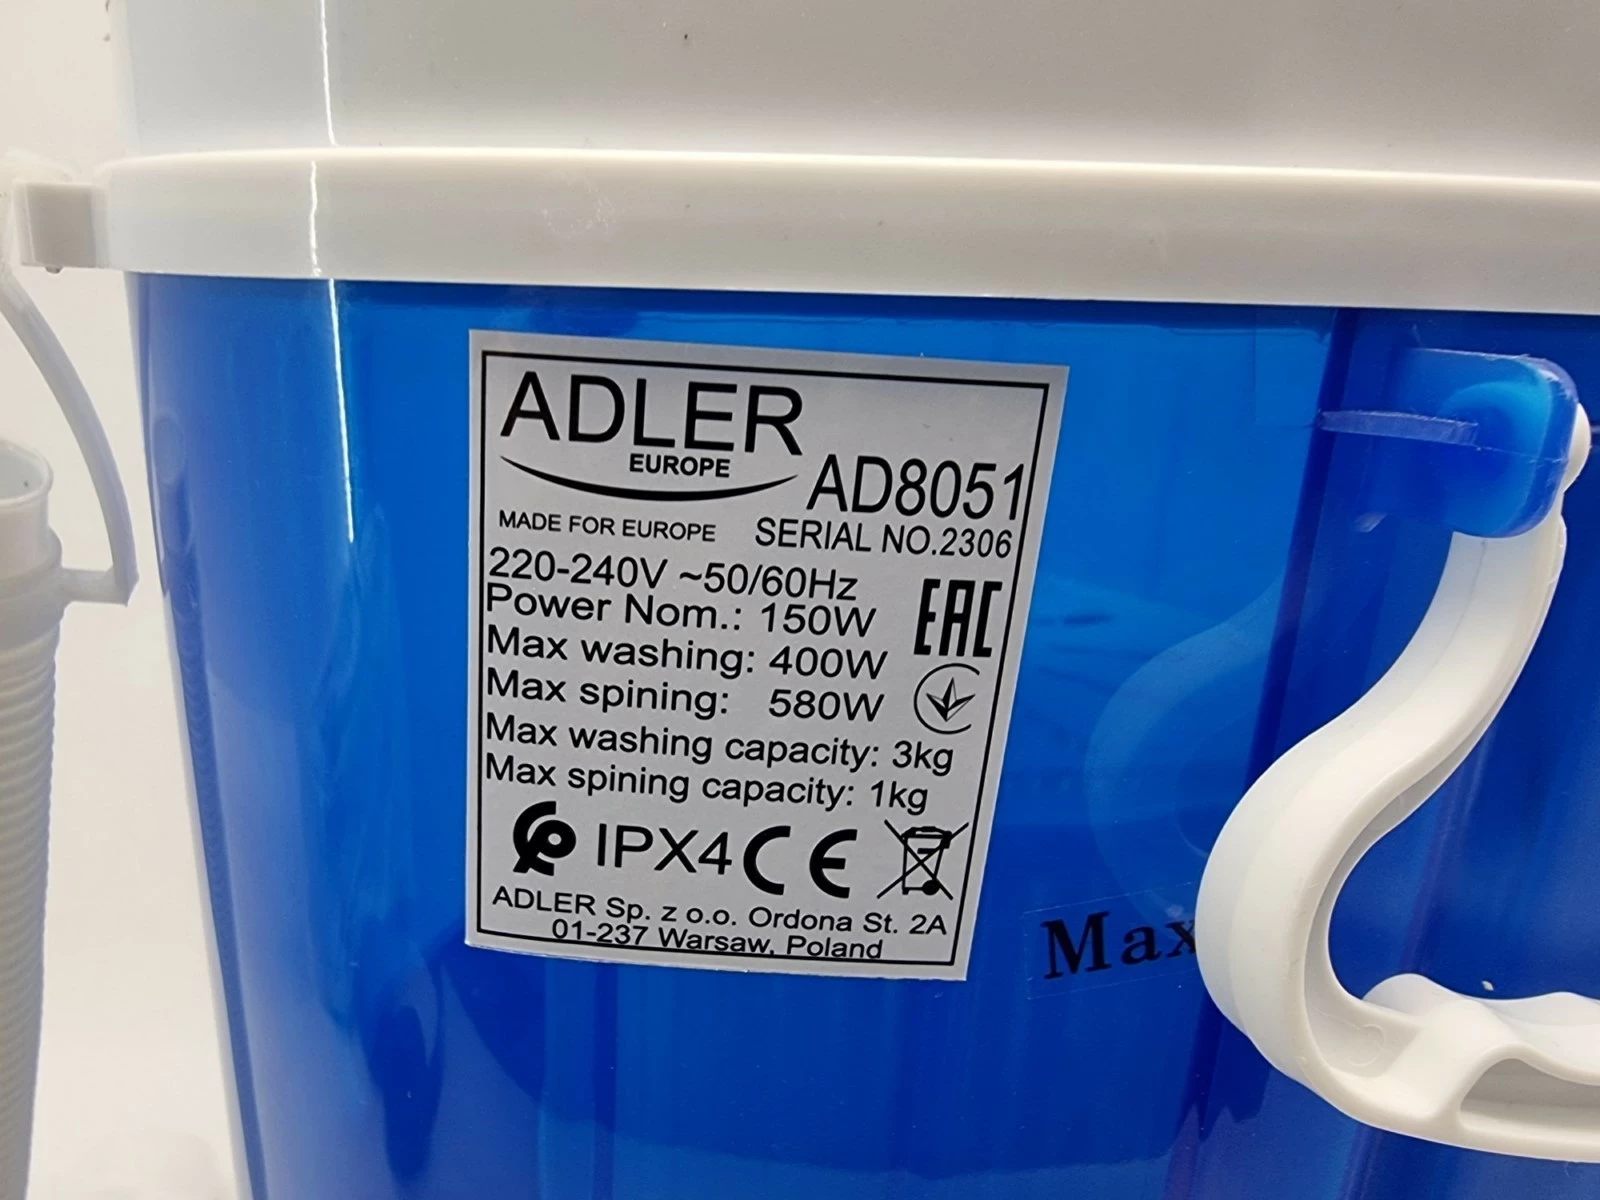 ADLER
EUROPE
AD8051
MADE FOR EUROPE SERIAL NO.2306
220-240V ~50/60Hz
Power Nom.: 150W
EAC
Max washing: 400W
Max spining: 580W
Max washing capacity: 3kg
Max spining capacity: 1kg
IPX4 CE
ADLER Sp. z o.o. Ordona St. 2A
01-237 Warsaw, Poland
Max